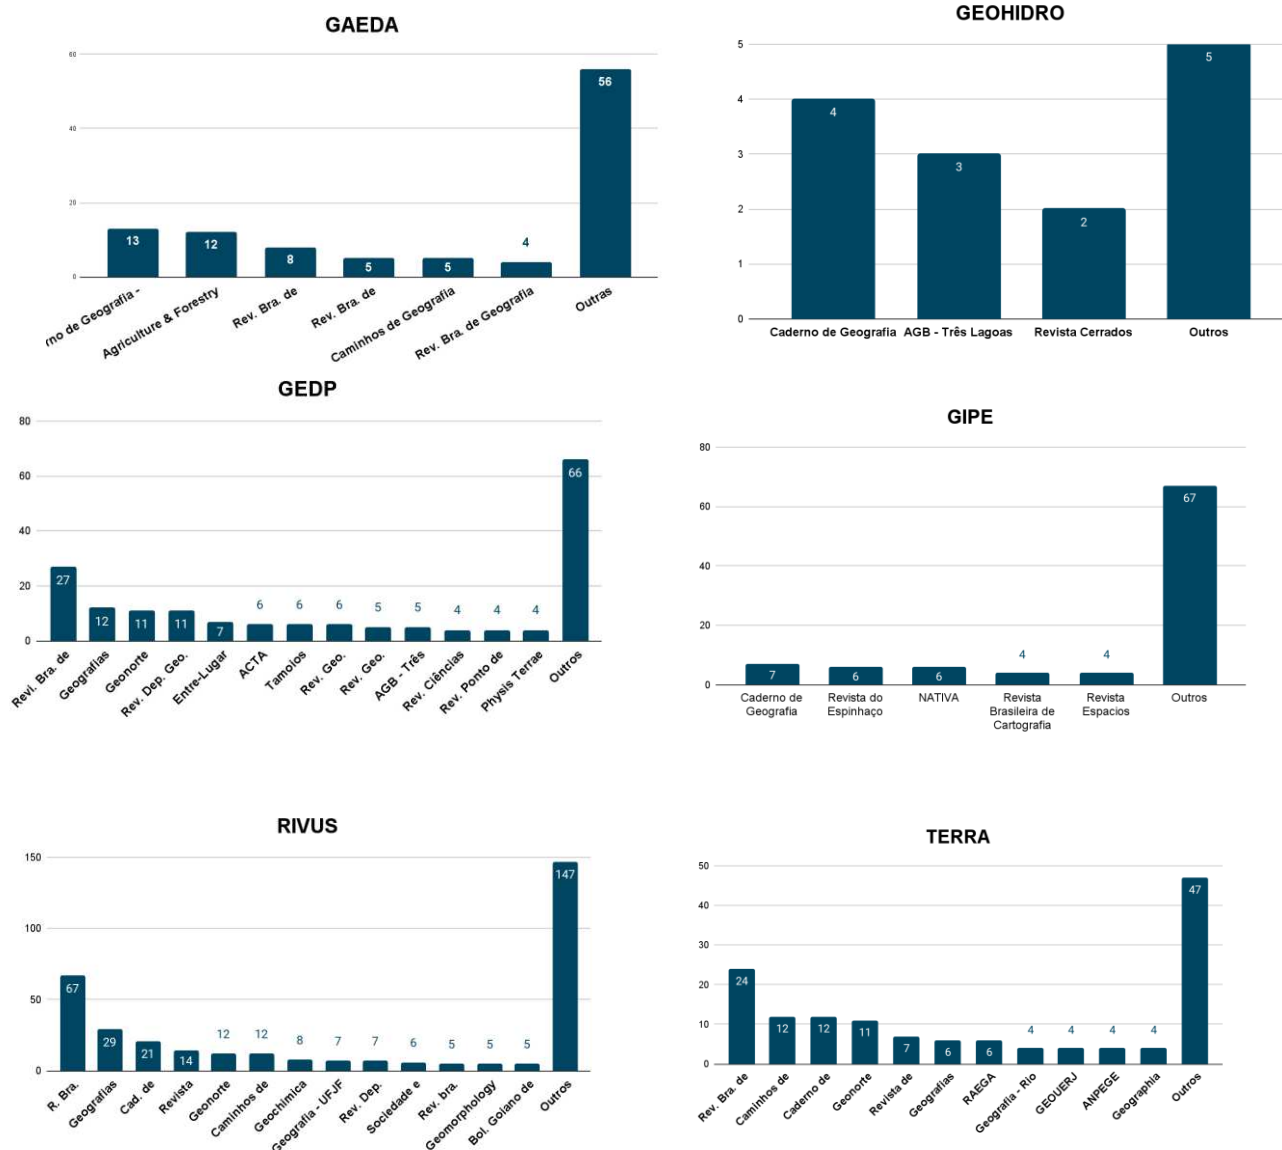 GAEDA
60
40
20
0
13
12
8
5
5
4
56
rno de Geografia -
Agriculture & Forestry
Rev. Bra. de
Rev. Bra. de
Caminhos de Geografia
Rev. Bra. de Geografia
Outras
GEOHIDRO
5
4
3
2
1
0
4
3
2
5
Caderno de Geografia
AGB - Três Lagoas
Revista Cerrados
Outros
GEDP
80
60
40
20
0
27
12
11
11
7
6
6
6
5
5
4
4
4
66
Revi. Bra. de
Geografias
Geonorte
Rev. Dep. Geo.
Entre-Lugar
ACTA
Tamoios
Rev. Geo.
Rev. Geo.
AGB - Três
Rev. Ciências
Rev. Ponto de
Physis Terrae
Outros
GIPE
80
60
40
20
0
7
6
6
4
4
67
Caderno de
Geografia
Revista do
Espinhaço
NATIVA
Revista
Brasileira de
Cartografia
Revista
Espacios
Outros
RIVUS
150
100
50
0
67
29
21
14
12
12
8
7
7
6
5
5
5
147
R. Bra.
Geografias
Cad. de
Revista
Geonorte
Caminhos de
Geochimica
Geografia - UFJF
Rev. Dep.
Sociedade e
Rev. bra.
Geomorphology
Bol. Goiano de
Outros
TERRA
50
40
30
20
10
0
24
12
12
11
7
6
6
4
4
4
4
47
Rev. Bra. de
Caminhos de
Caderno de
Geonorte
Revista de
Geografias
RAEGA
Geografia - Rio
GEOUERJ
ANPEGE
Geographia
Outros